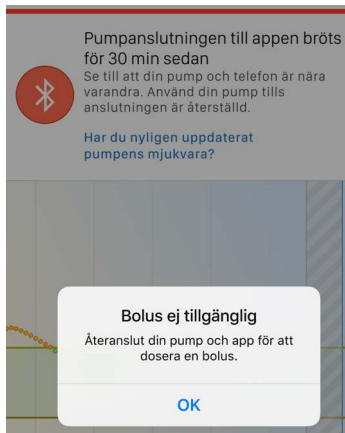 Pumpanslutningen till appen bröts
för 30 min sedan
Se till att din pump och telefon är nära
varandra. Använd din pump tills
anslutningen är återställd.
Har du nyligen uppdaterat
pumpens mjukvara?
Bolus ej tillgänglig
Återanslut din pump och app för att
dosera en bolus.
OK